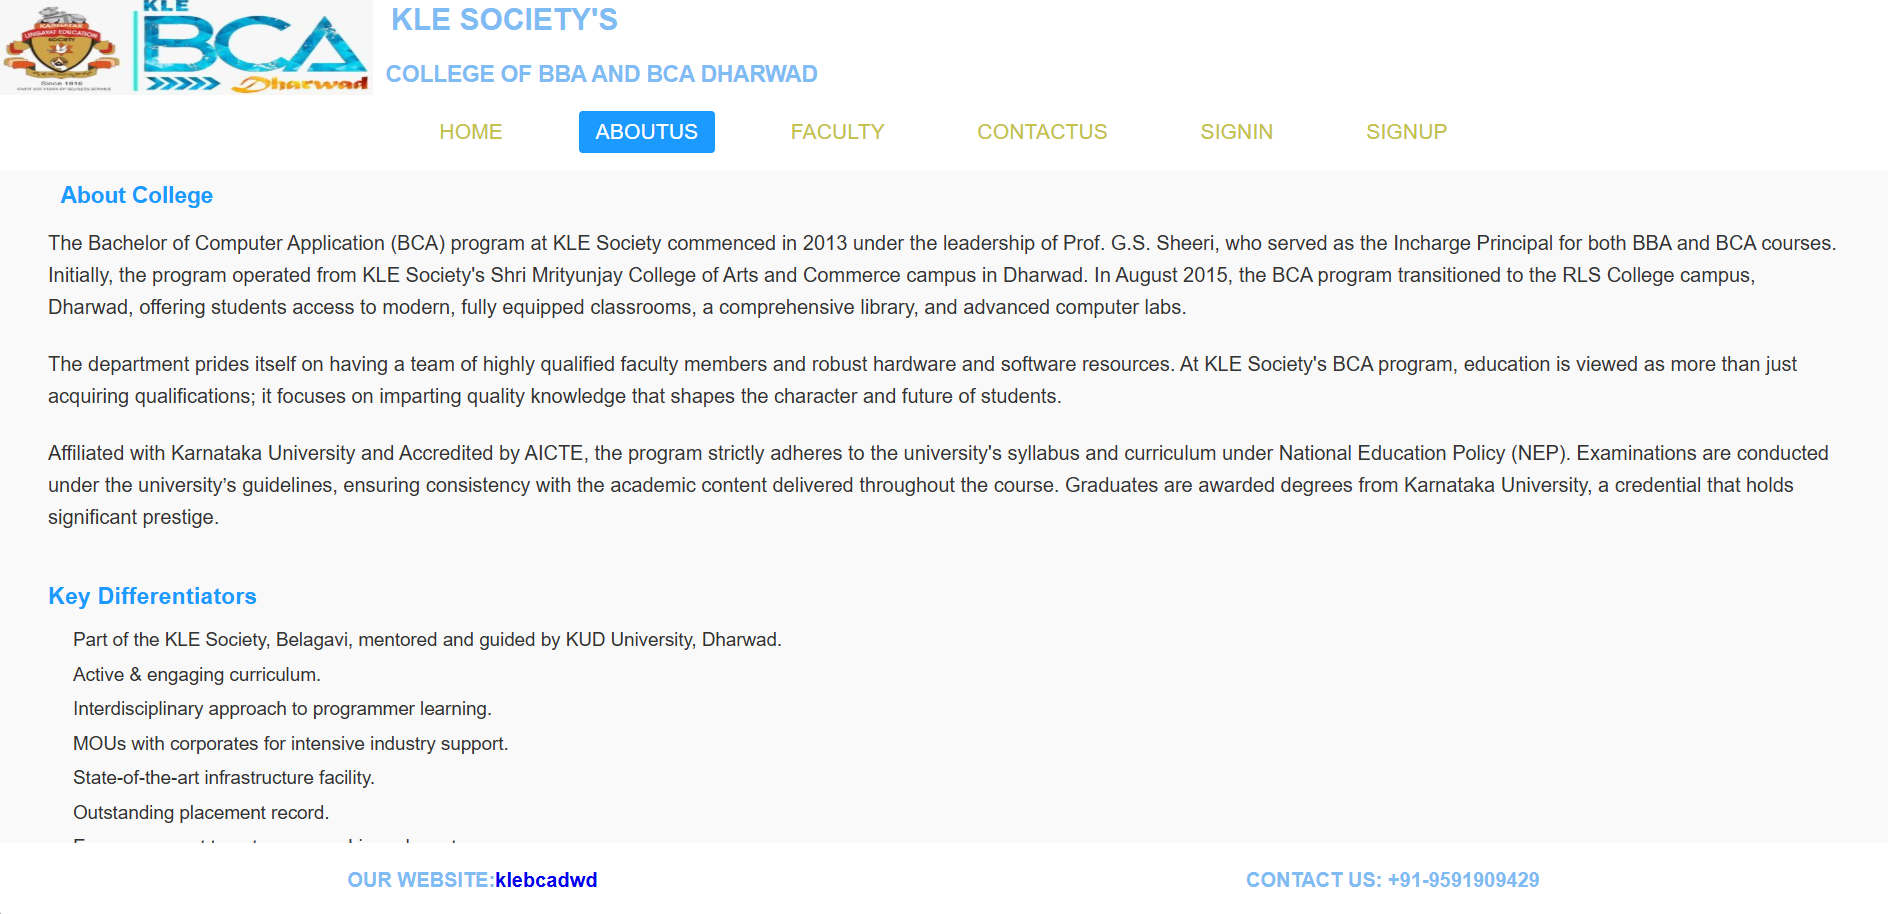 KARNATAK
LINGAYAT EDUCATION
SOCIETY
Since 1916
KLE
BCA
Dharwad
KLE SOCIETY'S
COLLEGE OF BBA AND BCA DHARWAD
HOME ABOUTUS FACULTY CONTACTUS SIGNIN SIGNUP
About College
The Bachelor of Computer Application (BCA) program at KLE Society commenced in 2013 under the leadership of Prof. G.S. Sheeri, who served as the Incharge Principal for both BBA and BCA courses.
Initially, the program operated from KLE Society's Shri Mrityunjay College of Arts and Commerce campus in Dharwad. In August 2015, the BCA program transitioned to the RLS College campus,
Dharwad, offering students access to modern, fully equipped classrooms, a comprehensive library, and advanced computer labs.
The department prides itself on having a team of highly qualified faculty members and robust hardware and software resources. At KLE Society's BCA program, education is viewed as more than just
acquiring qualifications; it focuses on imparting quality knowledge that shapes the character and future of students.
Affiliated with Karnataka University and Accredited by AICTE, the program strictly adheres to the university's syllabus and curriculum under National Education Policy (NEP). Examinations are conducted
under the university’s guidelines, ensuring consistency with the academic content delivered throughout the course. Graduates are awarded degrees from Karnataka University, a credential that holds
significant prestige.
Key Differentiators
Part of the KLE Society, Belagavi, mentored and guided by KUD University, Dharwad.
Active & engaging curriculum.
Interdisciplinary approach to programmer learning.
MOUs with corporates for intensive industry support.
State-of-the-art infrastructure facility.
Outstanding placement record.
OUR WEBSITE:klebcadwd CONTACT US: +91-9591909429